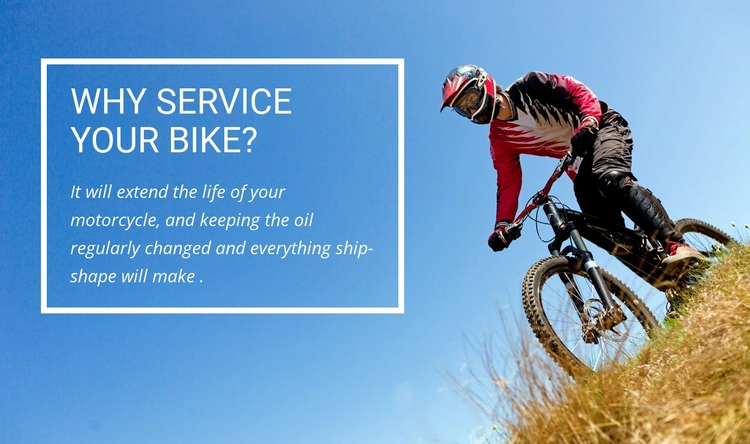 WHY SERVICE
YOUR BIKE?
It will extend the life of your
motorcycle, and keeping the oil
regularly changed and everything ship-
shape will make .